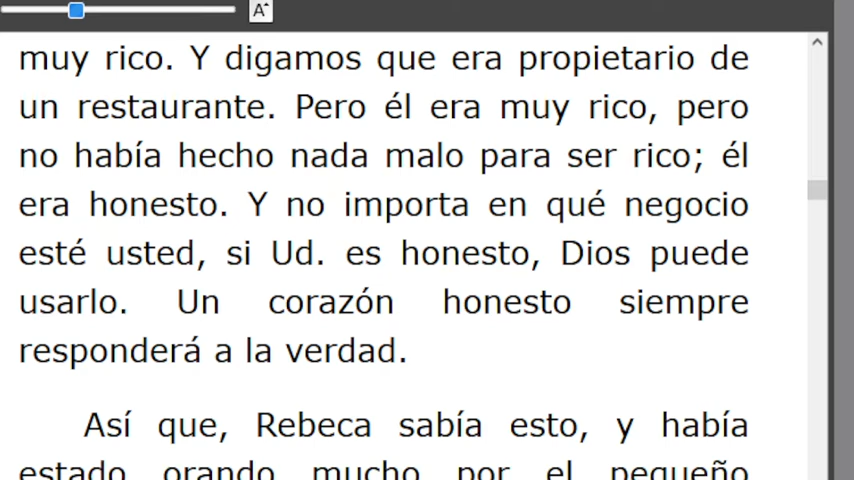 A
muy rico. Y digamos que era propietario de
un restaurante. Pero él era muy rico, pero
no había hecho nada malo para ser rico; él
era honesto. Y no importa en qué negocio
esté usted, si Ud. es honesto, Dios puede
usarlo. Un corazón honesto siempre
responderá a la verdad.
Así que, Rebeca sabía esto, y había
estado orando mucho por el pequeño